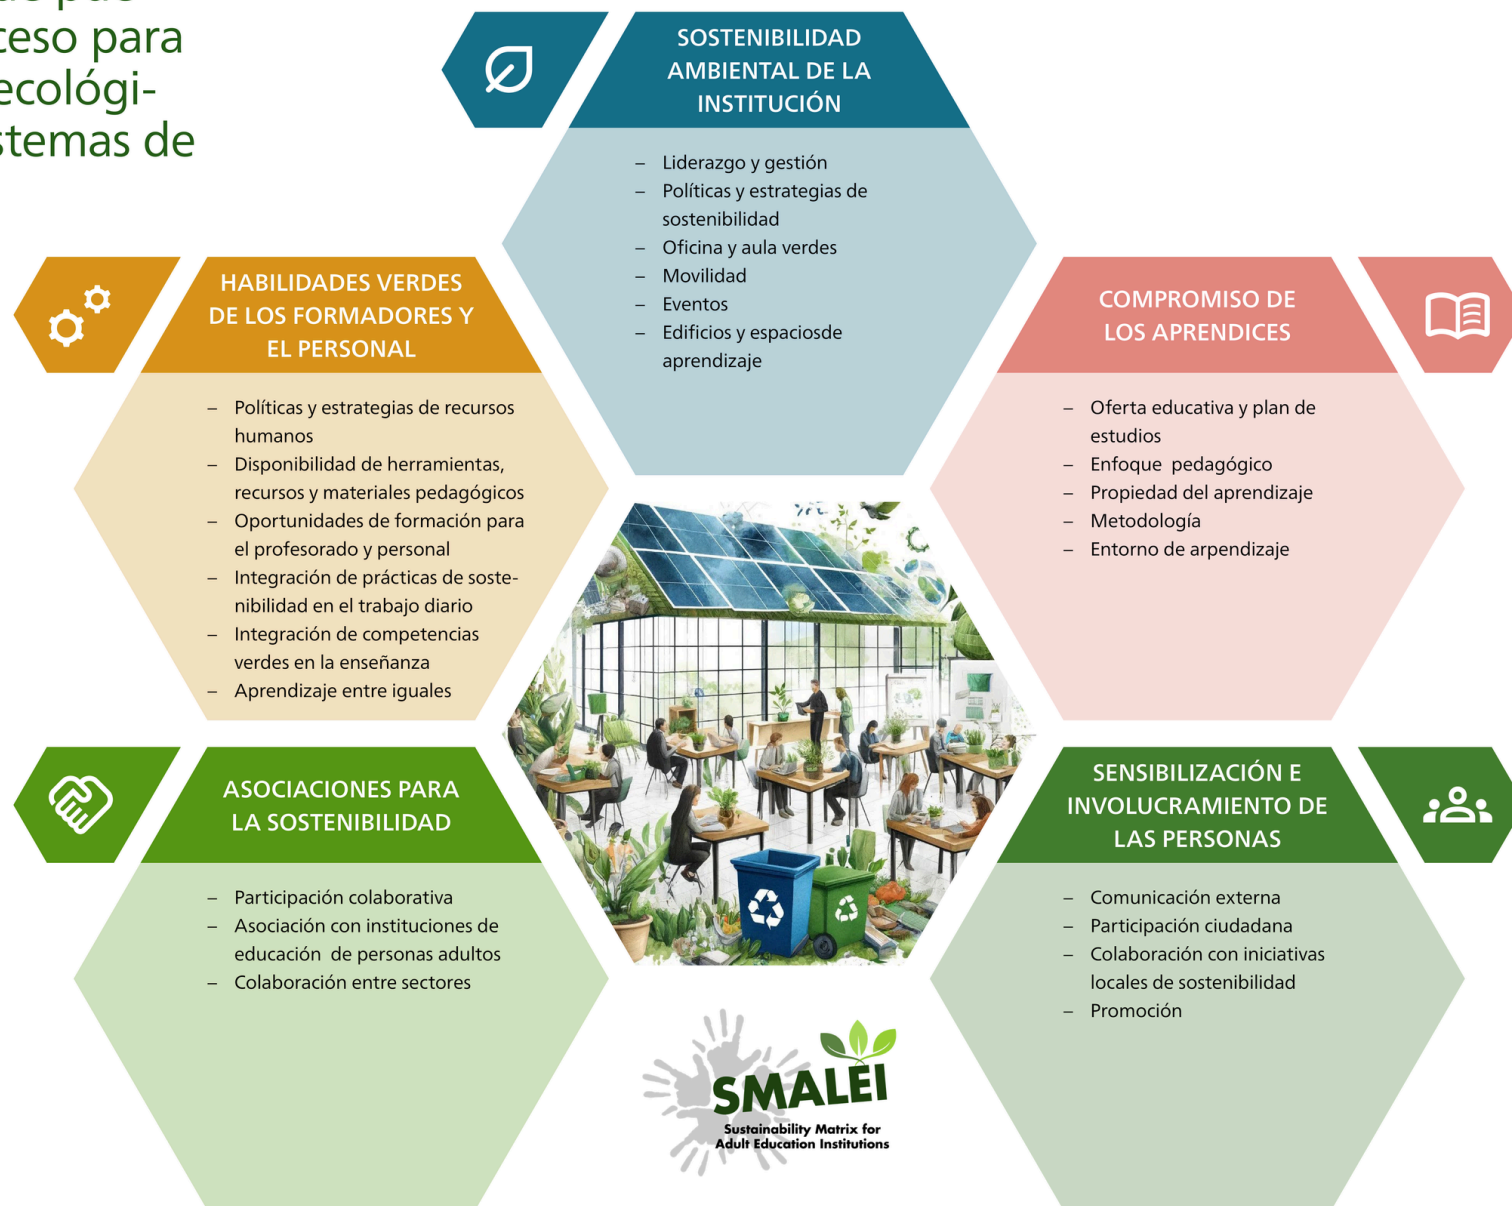 ceso para
ecológi-
stemas de
SOSTENIBILIDAD
AMBIENTAL DE LA
INSTITUCIÓN
– Liderazgo y gestión
– Políticas y estrategias de
sostenibilidad
– Oficina y aula verdes
– Movilidad
– Eventos
– Edificios y espaciosde
aprendizaje
HABILIDADES VERDES
DE LOS FORMADORES Y
EL PERSONAL
– Políticas y estrategias de recursos
humanos
– Disponibilidad de herramientas,
recursos y materiales pedagógicos
– Oportunidades de formación para
el profesorado y personal
– Integración de prácticas de soste-
nibilidad en el trabajo diario
– Integración de competencias
verdes en la enseñanza
– Aprendizaje entre iguales
COMPROMISO DE
LOS APRENDICES
– Oferta educativa y plan de
estudios
– Enfoque pedagógico
– Propiedad del aprendizaje
– Metodología
– Entorno de arpendizaje
ASOCIACIONES PARA
LA SOSTENIBILIDAD
– Participación colaborativa
– Asociación con instituciones de
educación de personas adultos
– Colaboración entre sectores
SENSIBILIZACIÓN E
INVOLUCRAMIENTO DE
LAS PERSONAS
– Comunicación externa
– Participación ciudadana
– Colaboración con iniciativas
locales de sostenibilidad
– Promoción
SMALEI
Sustainability Matrix for
Adult Education Institutions